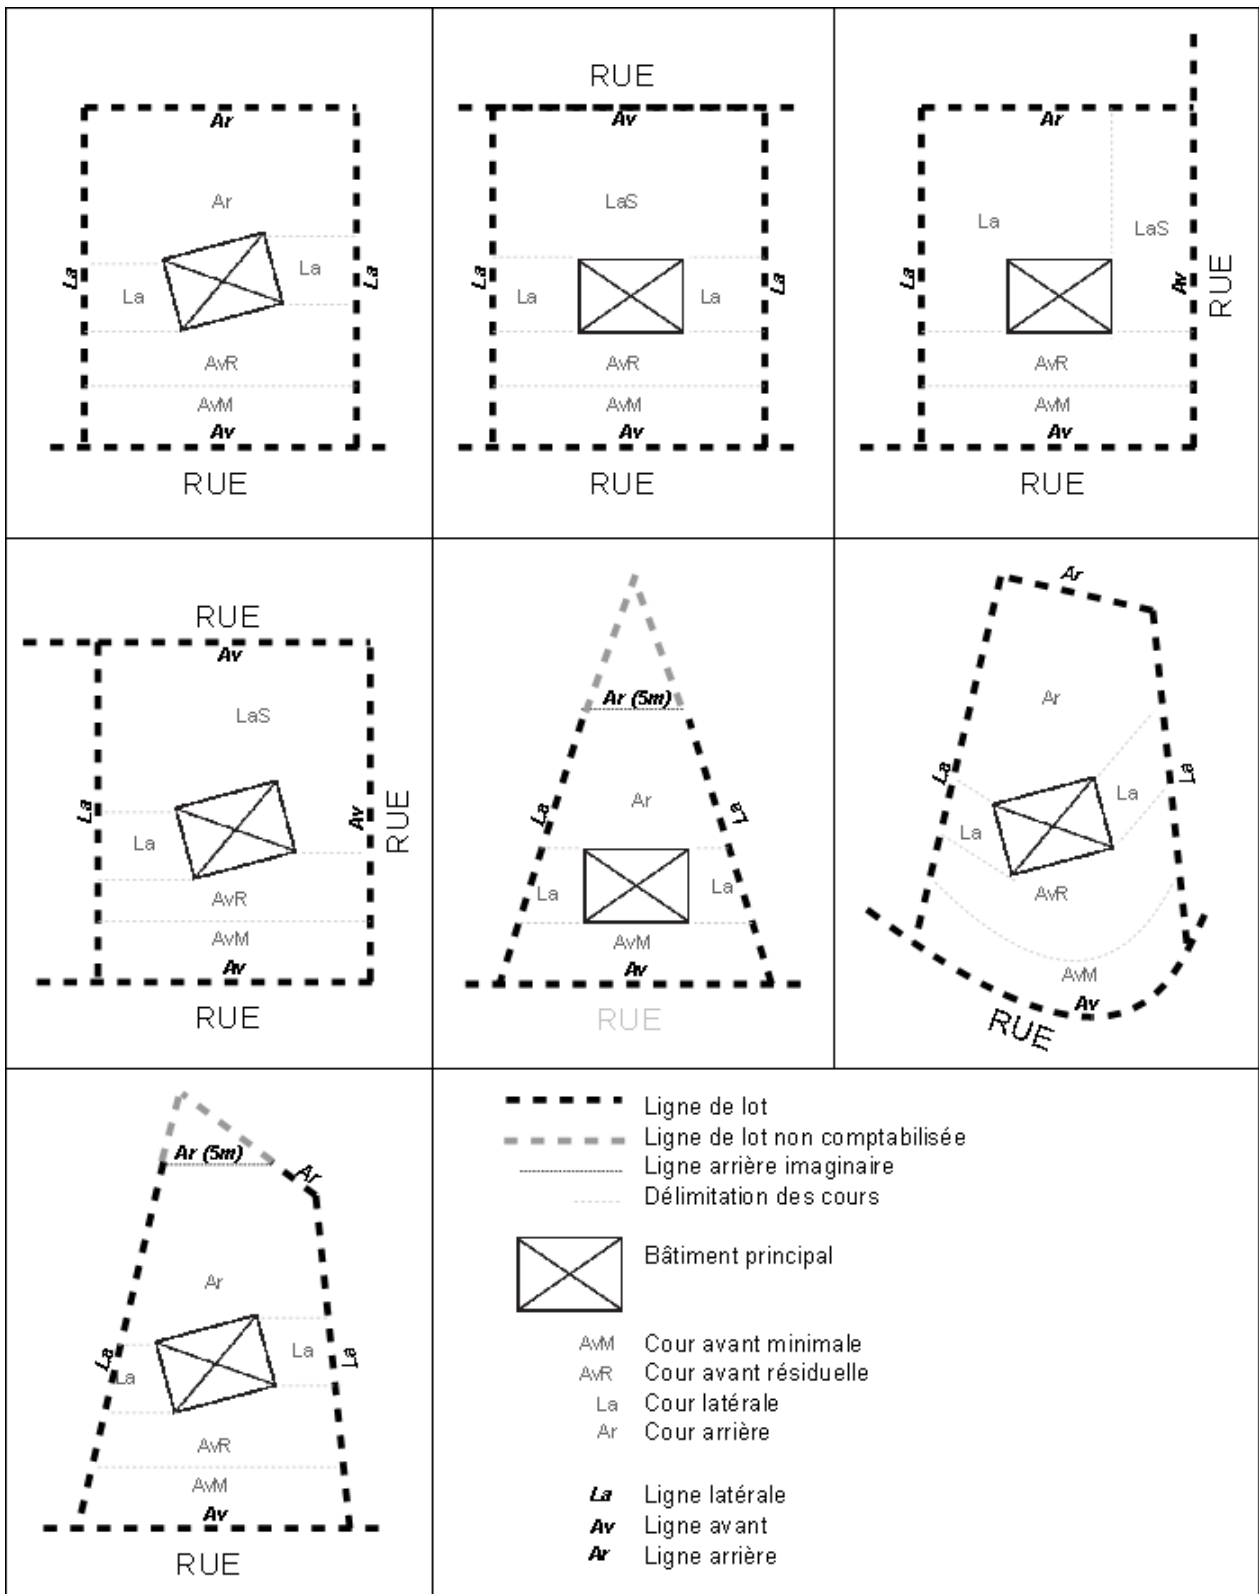 Ar
Ar
La
La
La
La
AvR
AvM
Av
RUE
RUE
Av
LaS
La
La
La
La
AvR
AvM
Av
RUE
Ar
La
LaS
La
Av
RUE
AvR
AvM
Av
RUE
RUE
Av
LaS
La
Av
RUE
La
AvR
AvM
Av
RUE
Ar (5m)
Ar
La
La
La
La
AvM
Av
RUE
Ar
Ar
La
La
La
La
AvR
AvM
Av
RUE
Ar (5m)
Ar
Ar
La
La
La
La
AvR
AvM
Av
RUE
Ligne de lot
Ligne de lot non comptabilisée
Ligne arrière imaginaire
Délimitation des cours
Bâtiment principal
AvM Cour avant minimale
AvR Cour avant résiduelle
La Cour latérale
Ar Cour arrière
La Ligne latérale
Av Ligne avant
Ar Ligne arrière